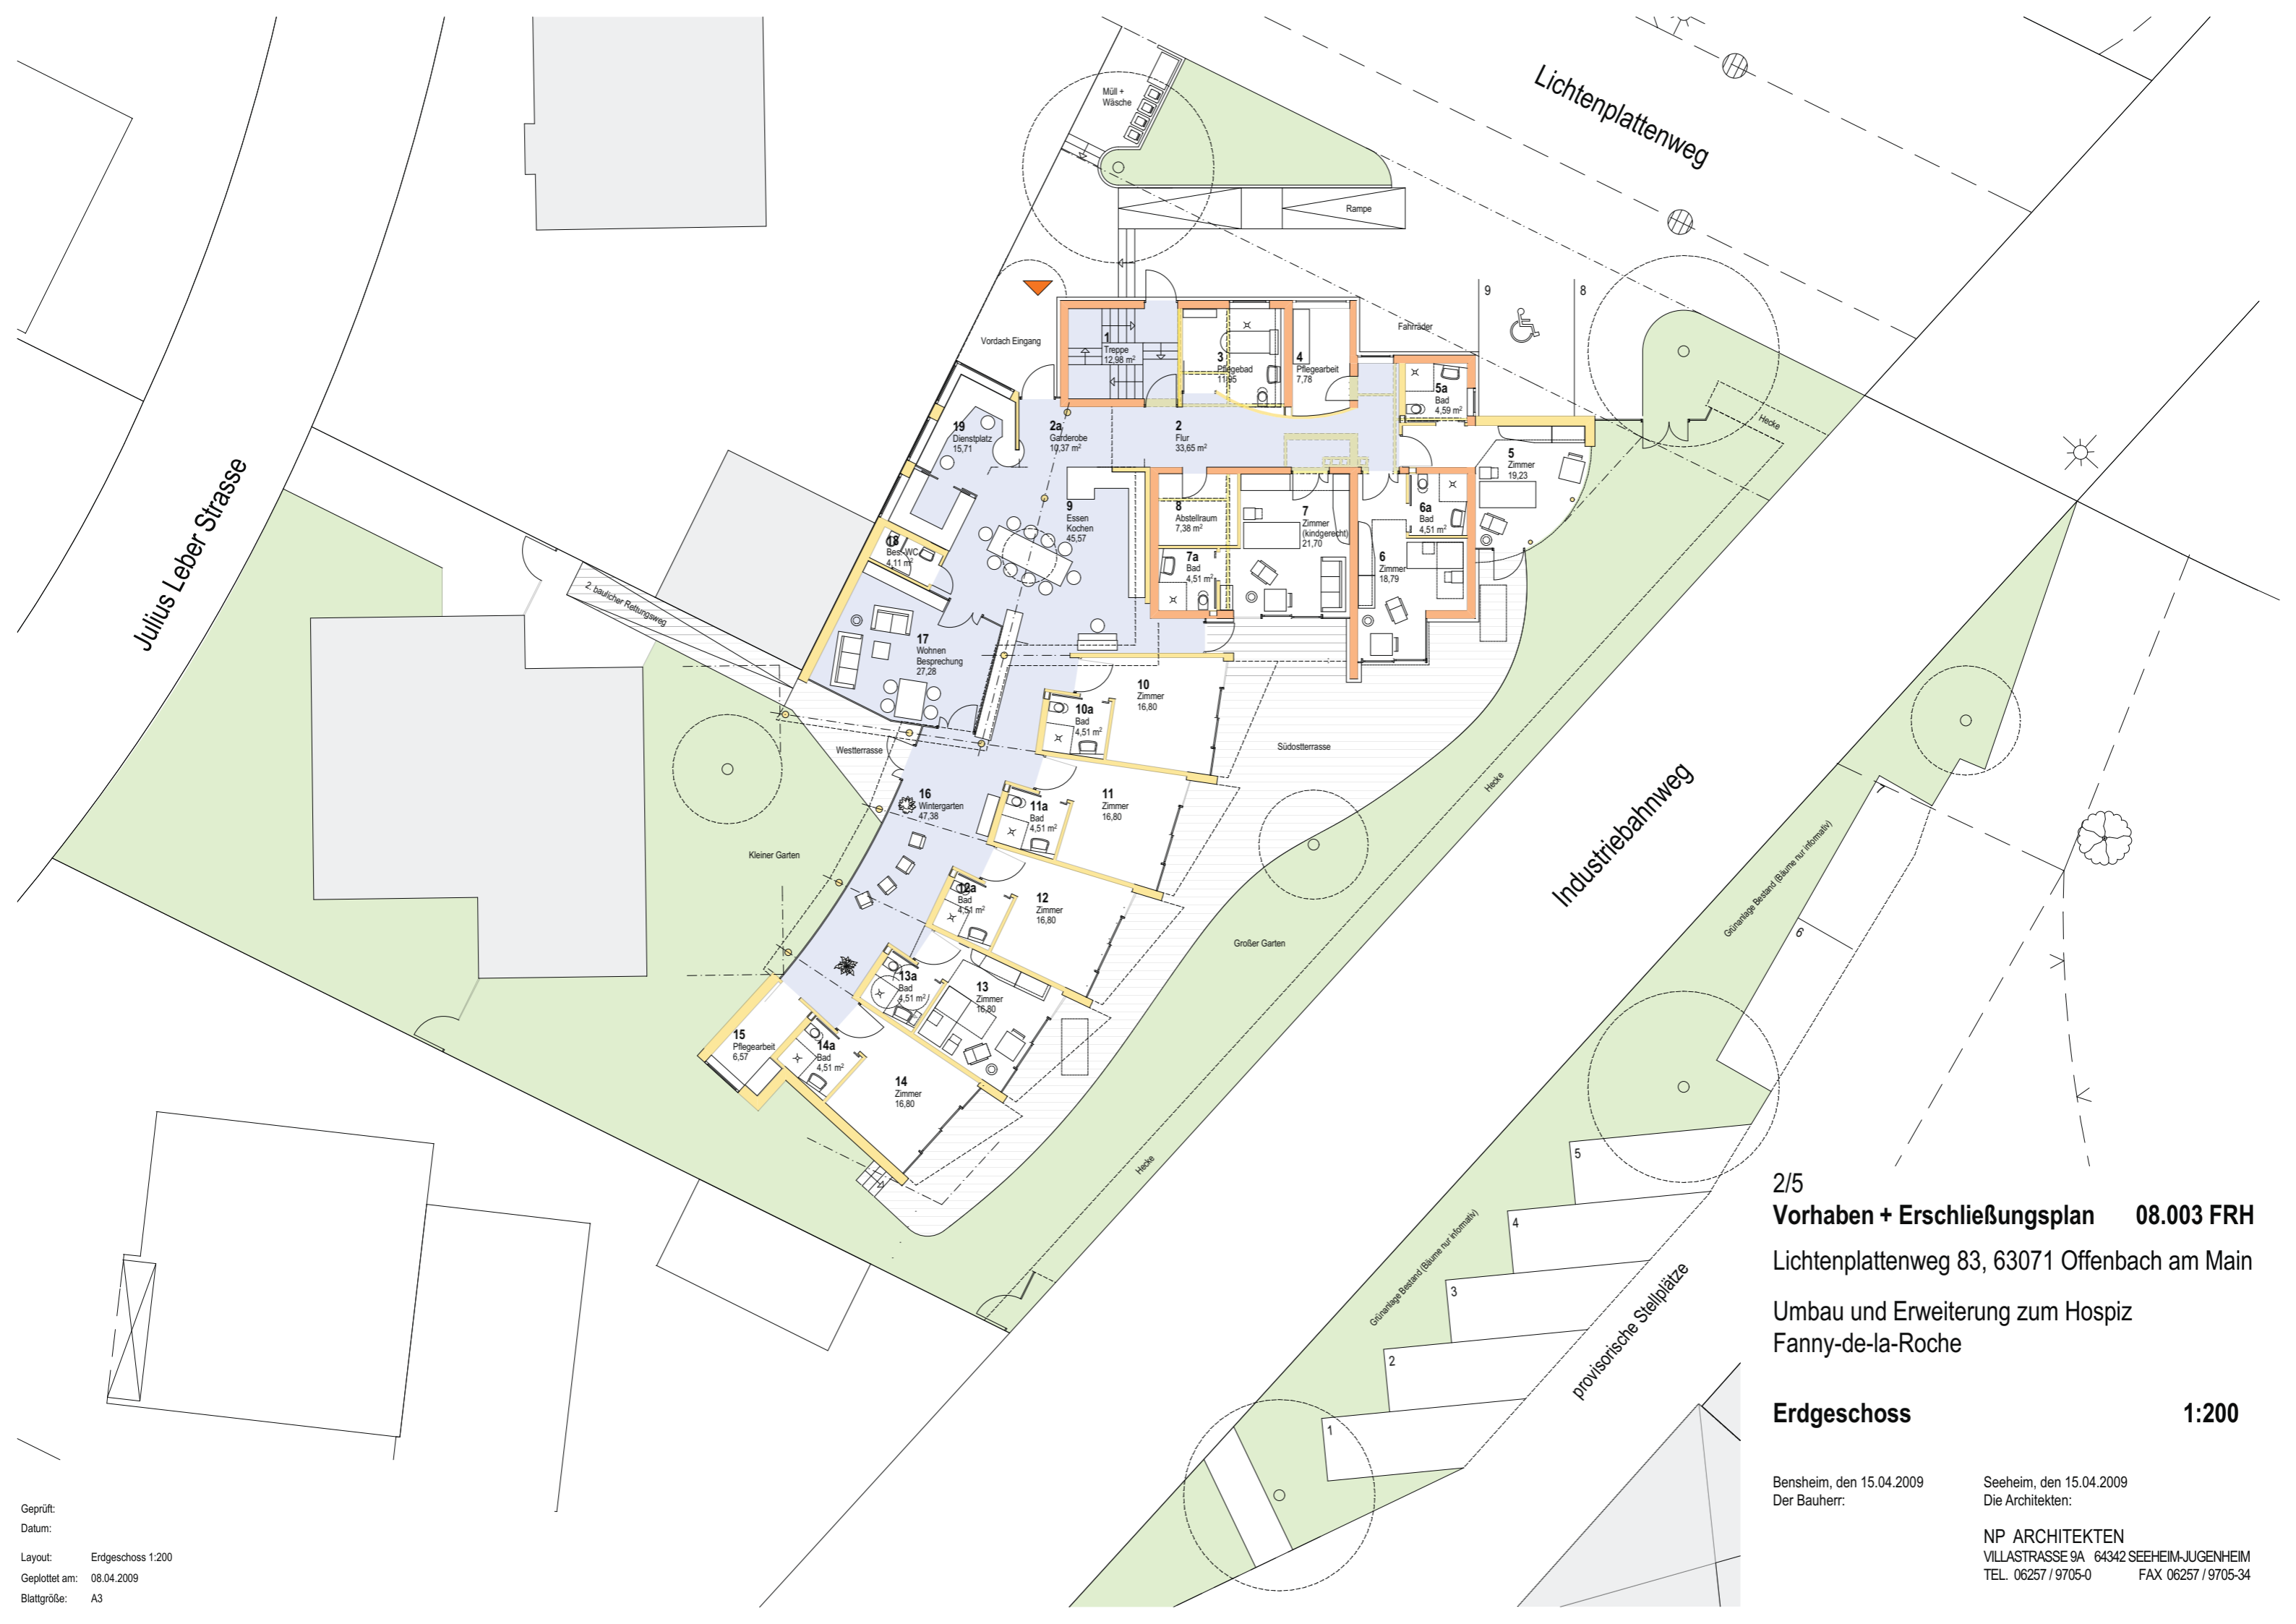 Lichtenplattenweg
Müll +
Wäsche
Rampe
9
8
Fahrräder
Vordach Eingang
1
Treppe
12,98 m²
3
Pflegebad
11,95
4
Pflegearbeit
7,78
5a
Bad
4,59 m²
Hecke
19
Dienstplatz
15,71
2a
Garderobe
10,37 m²
2
Flur
33,65 m²
5
Zimmer
19,23
9
Essen
Kochen
45,57
8
Abstellraum
7,38 m²
7
Zimmer
(kindgerecht)
21,70
6a
Bad
4,51 m²
18
Bes.-WC
4,11 m²
7a
Bad
4,51 m²
6
Zimmer
18,79
Julius Leber Strasse
2. baulicher Rettungsweg
17
Wohnen
Besprechung
27,28
10
Zimmer
16,80
10a
Bad
4,51 m²
Westterrasse
Südostterrasse
Hecke
Industriebahnweg
16
Wintergarten
47,38
11a
Bad
4,51 m²
11
Zimmer
16,80
Kleiner Garten
12a
Bad
4,51 m²
12
Zimmer
16,80
Großer Garten
13a
Bad
4,51 m²
13
Zimmer
16,80
15
Pflegearbeit
6,57
14a
Bad
4,51 m²
14
Zimmer
16,80
Hecke
7
Grünanlage Bestand (Bäume nur informativ)
6
5
4
3
2
1
Grünanlage Bestand (Bäume nur informativ)
provisorische Stellplätze
2/5
Vorhaben + Erschließungsplan 08.003 FRH
Lichtenplattenweg 83, 63071 Offenbach am Main
Umbau und Erweiterung zum Hospiz
Fanny-de-la-Roche
Erdgeschoss 1:200
Bensheim, den 15.04.2009
Der Bauherr:
Seeheim, den 15.04.2009
Die Architekten:
NP ARCHITEKTEN
VILLASTRASSE 9A 64342 SEEHEIM-JUGENHEIM
TEL. 06257 / 9705-0 FAX 06257 / 9705-34
Geprüft:
Datum:
Layout: Erdgeschoss 1:200
Geplottet am: 08.04.2009
Blattgröße: A3